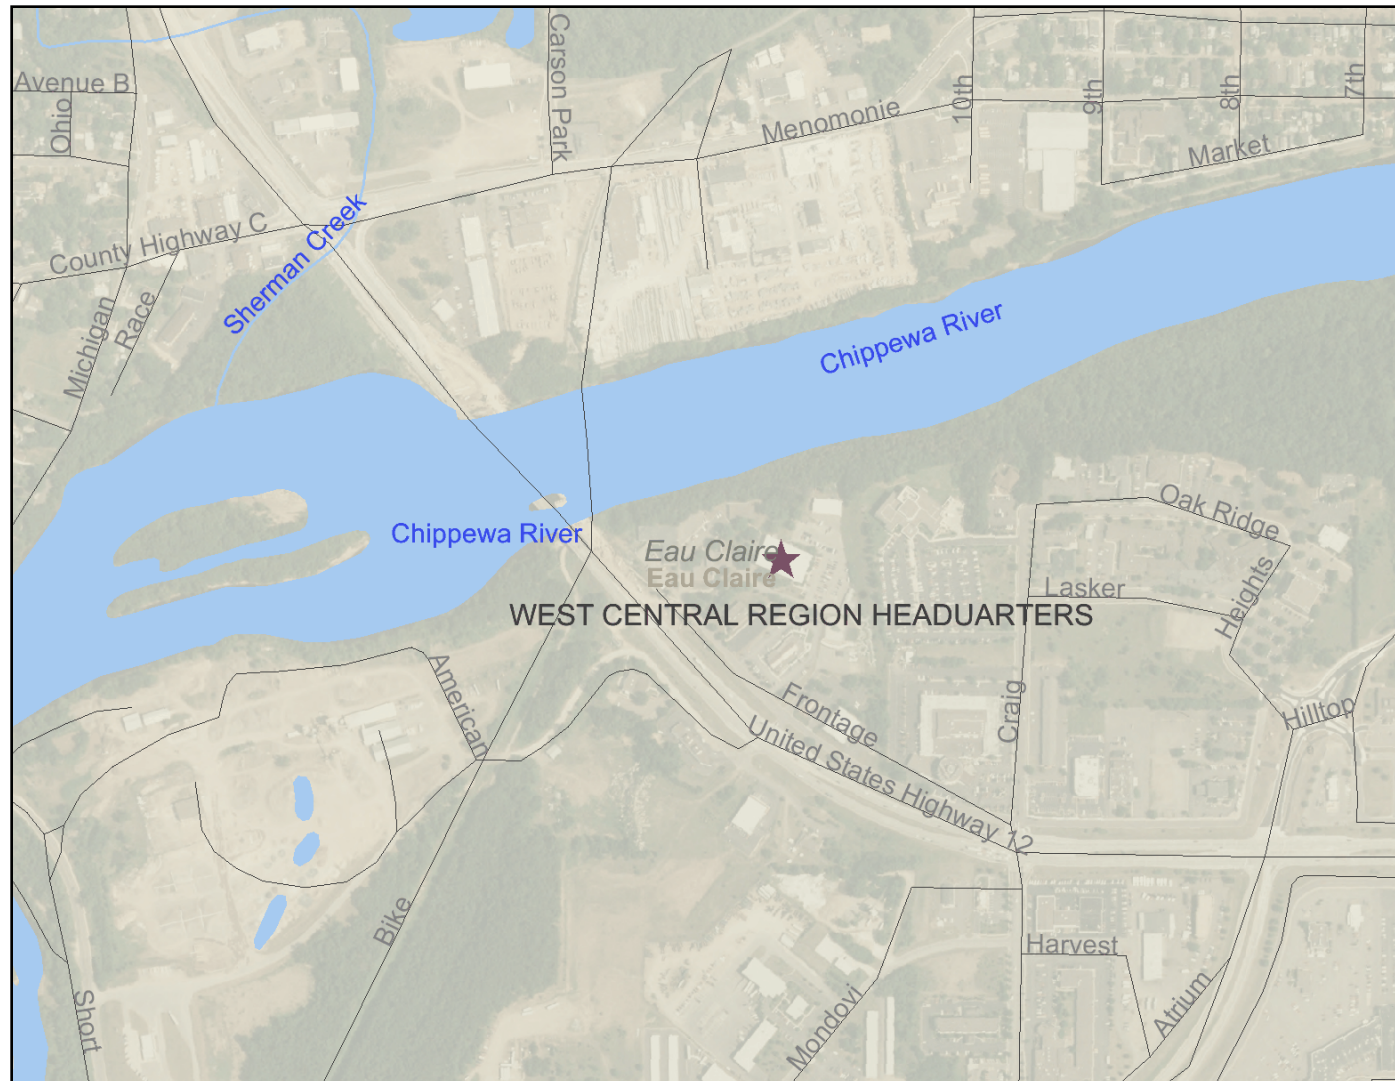 Carson Park
Avenue B
Ohio
10th
9th
8th
7th
Menomonie
Market
County Highway C
Sherman Creek
Michigan
Race
Chippewa River
Chippewa River
Oak Ridge
Eau Claire
Eau Claire
Lasker
Heights
WEST CENTRAL REGION HEADUARTERS
American
Frontage
Craig
Hilltop
United States Highway 12
Bike
Harvest
Short
Mondovi
Atrium